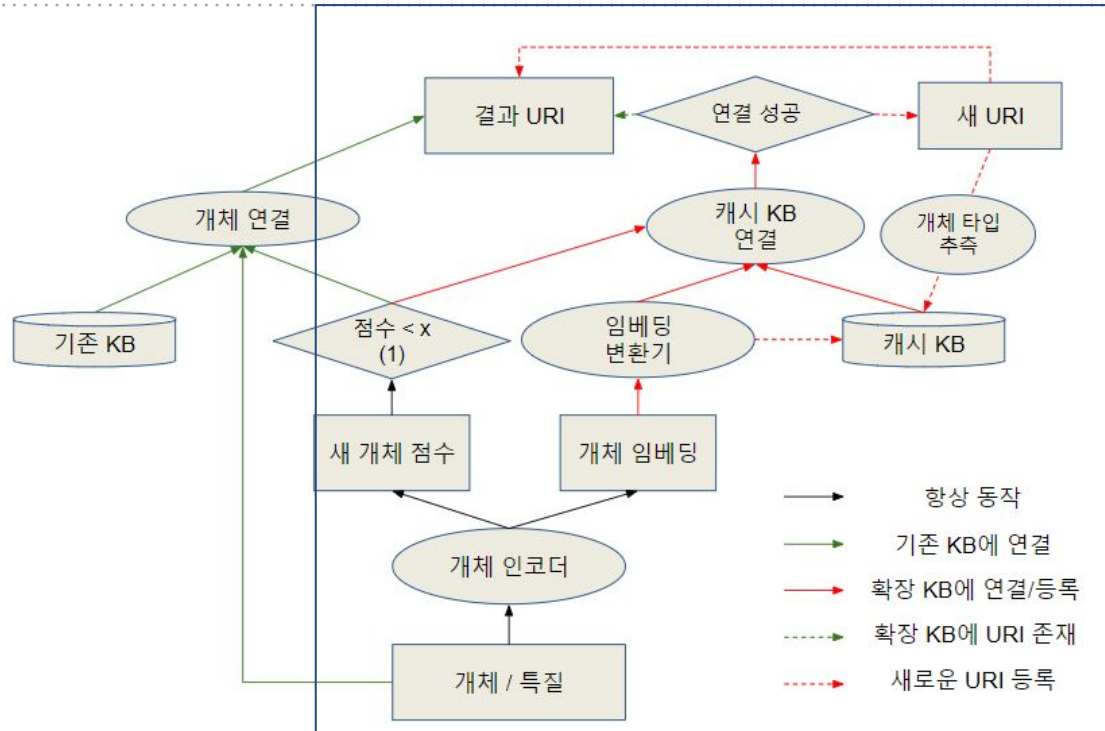 결과 URI
연결 성공
새 URI
개체 연결
캐시 KB
연결
개체 타입
추측
기존 KB
점수 < x
(1)
임베딩
변환기
캐시 KB
새 개체 점수
개체 임베딩
개체 인코더
개체 / 특질
항상 동작
기존 KB에 연결
확장 KB에 연결/등록
확장 KB에 URI 존재
새로운 URI 등록